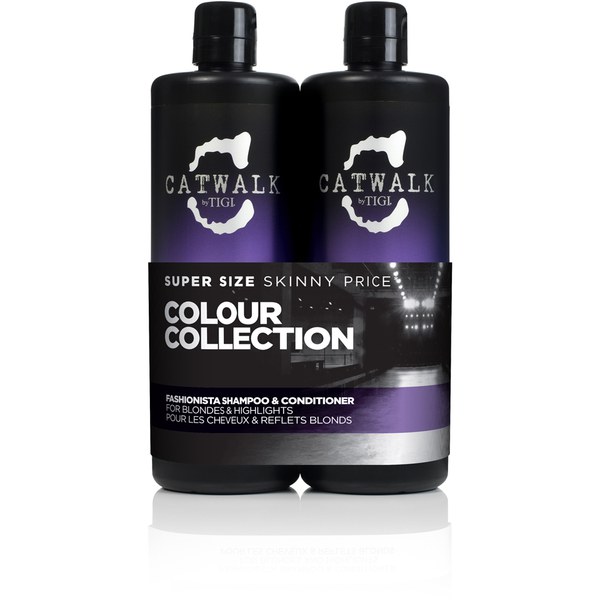 CATWALK
by TIGI
CATWALK
by TIGI
SUPER SIZE SKINNY PRICE
COLOUR
COLLECTION
FASHIONISTA SHAMPOO & CONDITIONER
FOR BLONDES & HIGHLIGHTS
POUR LES CHEVEUX & REFLETS BLONDS